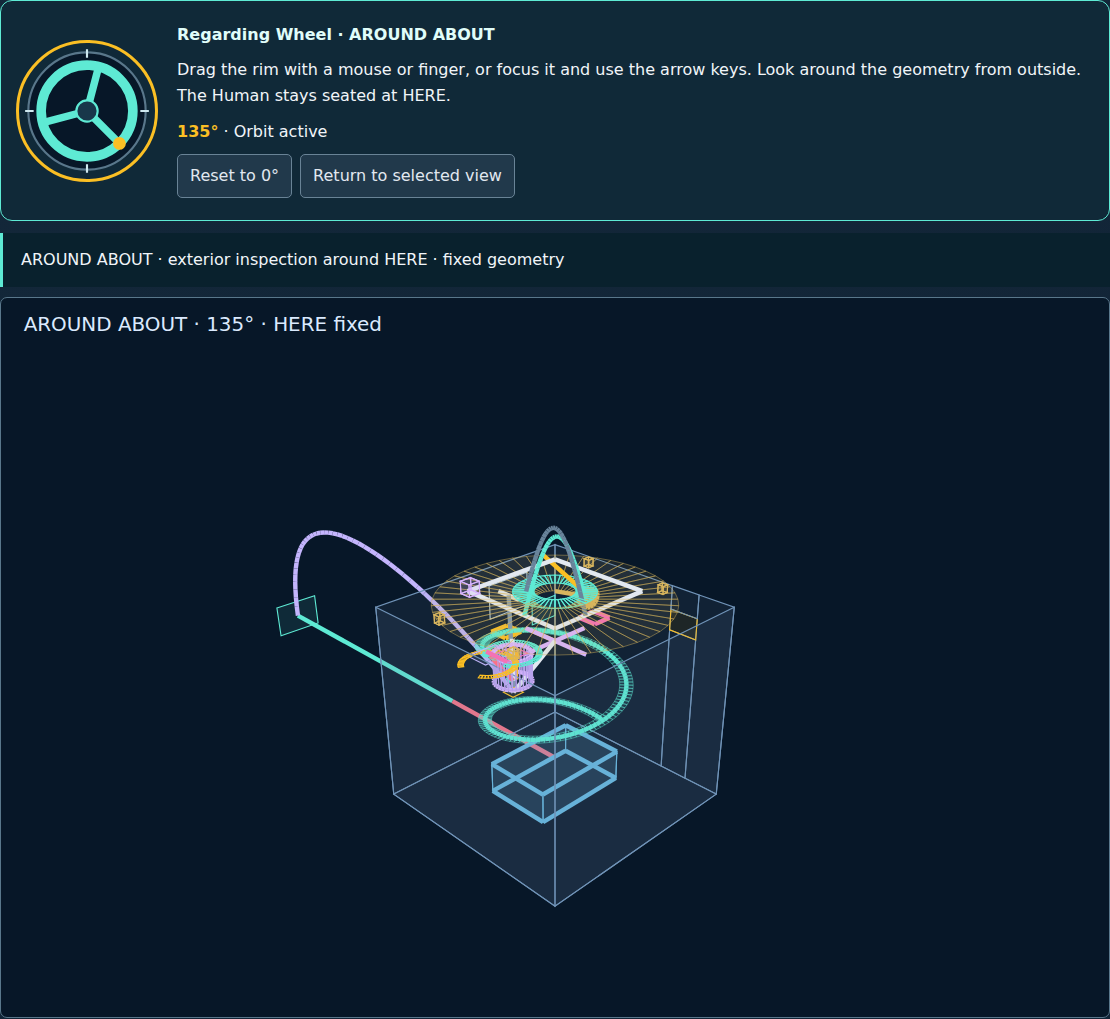 Regarding Wheel · AROUND ABOUT
Drag the rim with a mouse or finger, or focus it and use the arrow keys. Look around the geometry from outside.
The Human stays seated at HERE.
135° · Orbit active
Reset to 0°
Return to selected view
AROUND ABOUT · exterior inspection around HERE · fixed geometry
AROUND ABOUT · 135° · HERE fixed